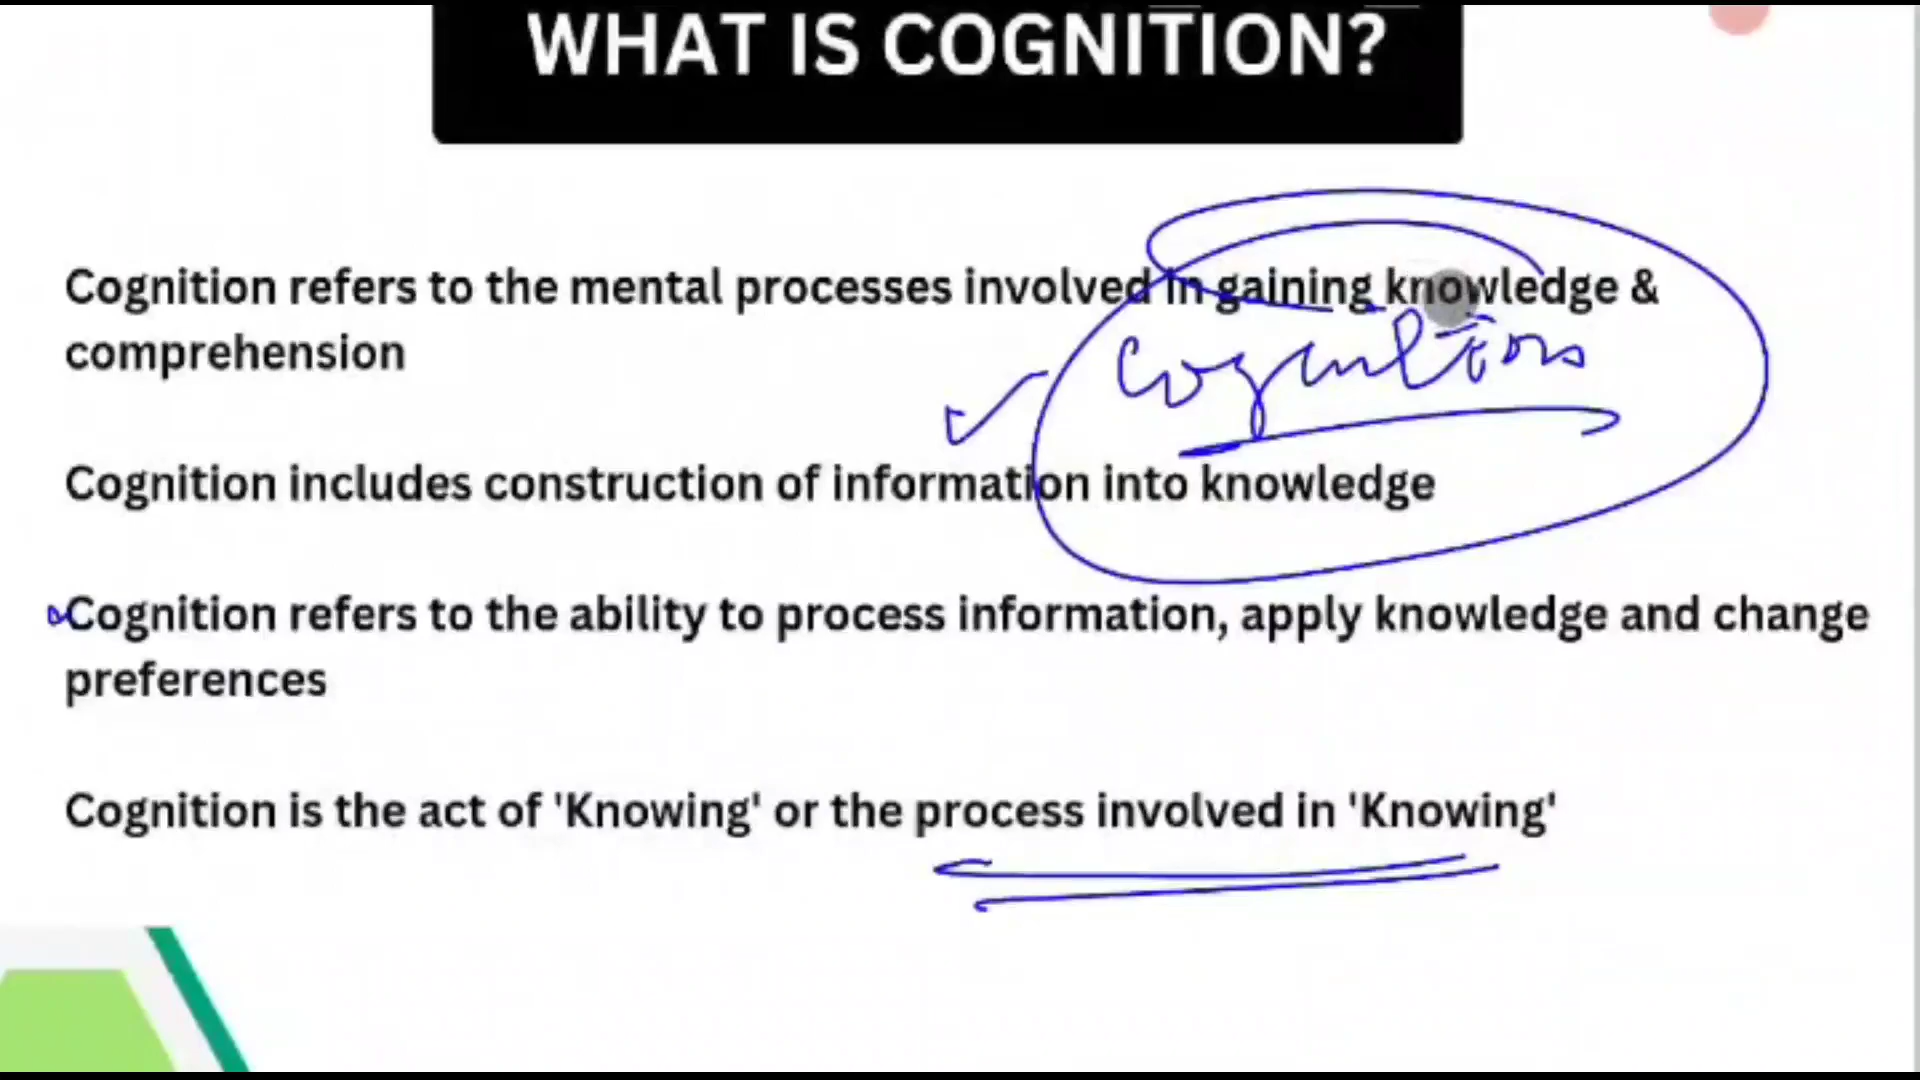 WHAT IS COGNITION?
Cognition refers to the mental processes involved in gaining knowledge &
comprehension
Cognition
Cognition includes construction of information into knowledge
Cognition refers to the ability to process information, apply knowledge and change
preferences
Cognition is the act of 'Knowing' or the process involved in 'Knowing'